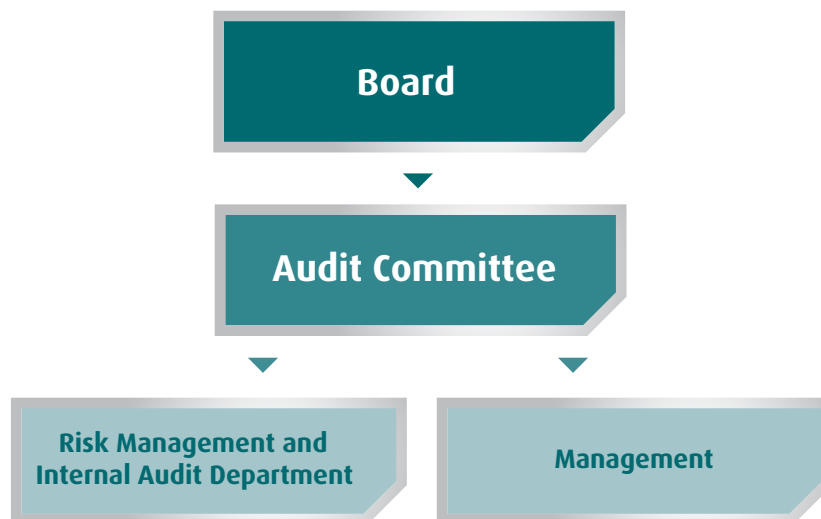 Board
Audit Committee
Risk Management and
Internal Audit Department
Management